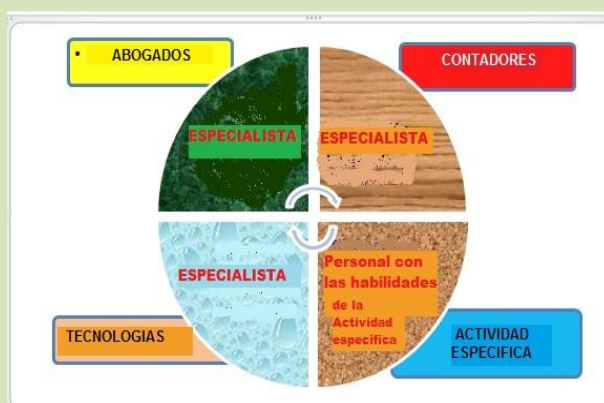 • ABOGADOS
CONTADORES
ESPECIALISTA
ESPECIALISTA
ESPECIALISTA
Personal con
las habilidades
de la
Actividad
especifica
TECNOLOGIAS
ACTIVIDAD
ESPECIFICA